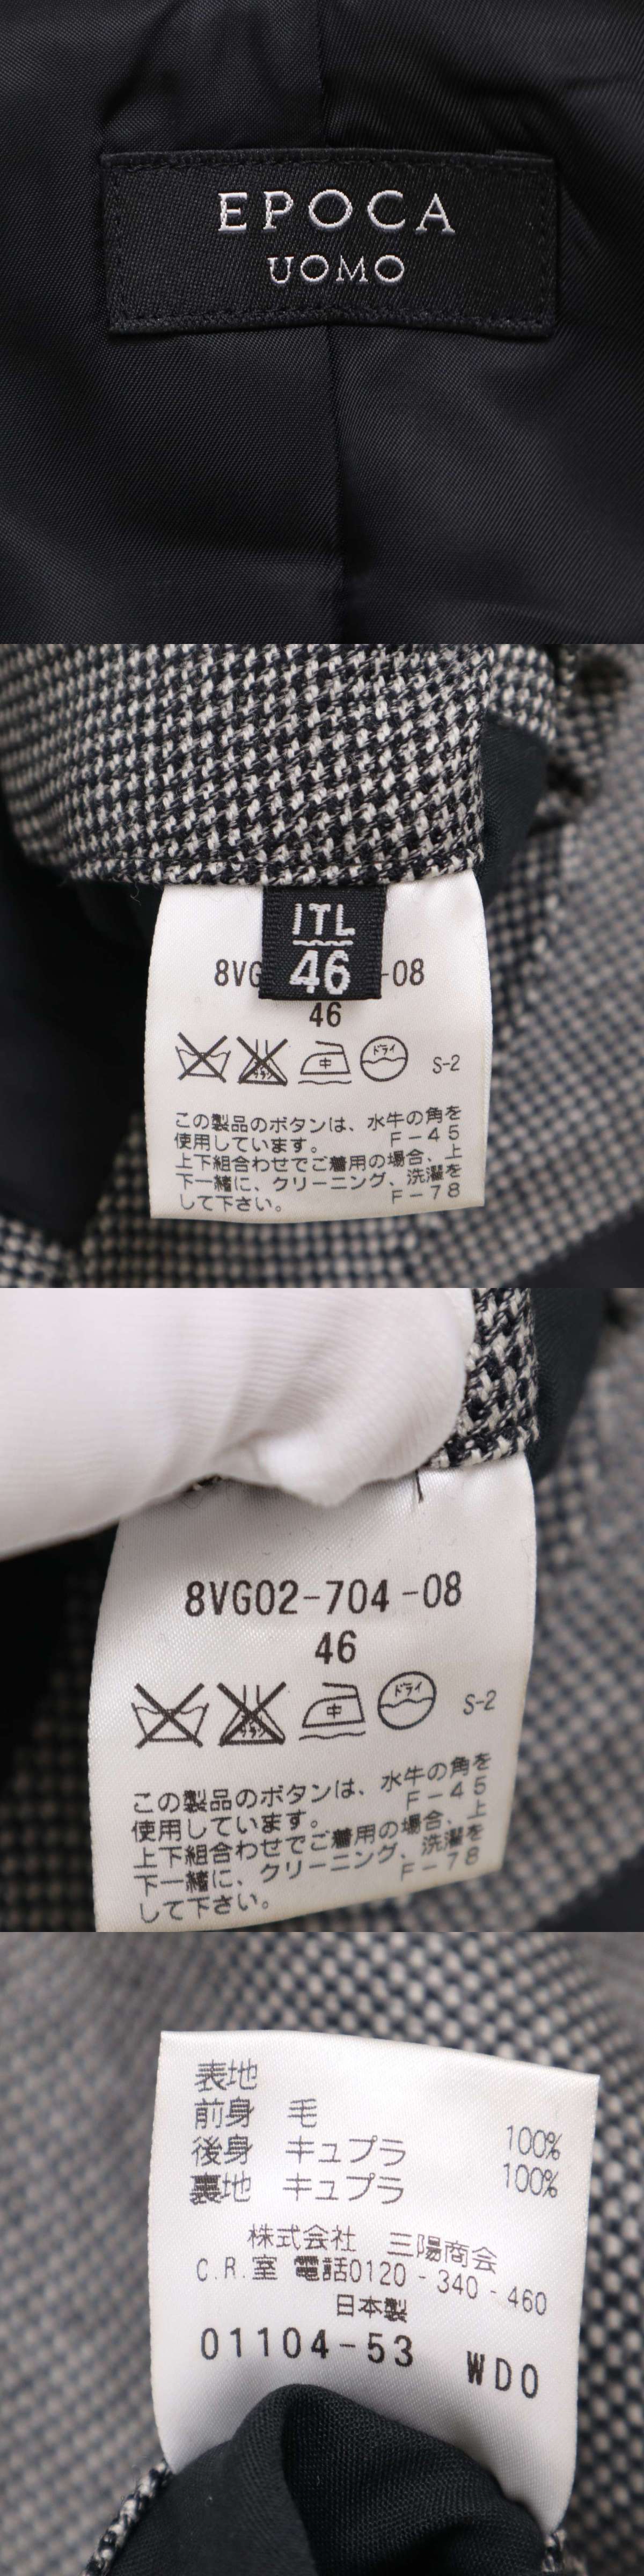 EPOCA
UOMO
ITL
46
8VG -08
46
中 ドライ S-2
この製品のボタンは、水牛の角を
使用しています。 F-45
上下組合わせでご着用の場合、上
下一緒に、クリーニング、洗濯を
して下さい。 F-78
8VG02-704-08
46
中 ドライ S-2
この製品のボタンは、水牛の角を
使用しています。 F-45
上下組合わせでご着用の場合、上
下一緒に、クリーニング、洗濯を
して下さい。 F-78
表地
前身 毛 100%
後身 キュプラ 100%
裏地 キュプラ
株式会社 三陽商会
C.R.室 電話0120-340-460
日本製
01104-53 WDO